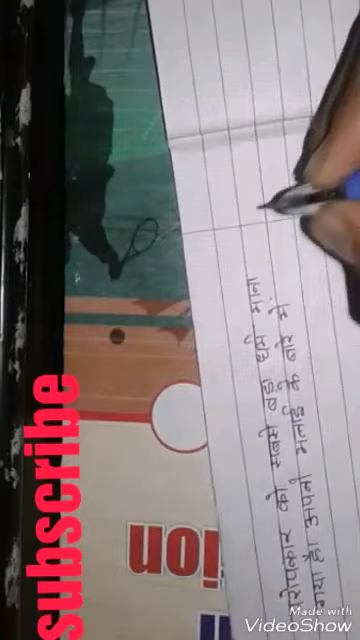 रोपकार को सबसे बड़ा धर्म माना
गया है। अपनी भलाई के बारे में
subscribe
ion
Made with
VideoShow